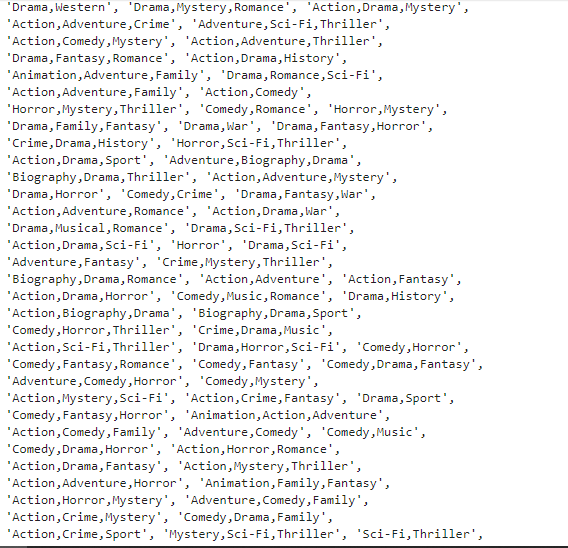 'Drama,Western', 'Drama,Mystery,Romance', 'Action,Drama,Mystery',
'Action,Adventure,Crime', 'Adventure,Sci-Fi,Thriller',
'Action,Comedy,Mystery', 'Action,Adventure,Thriller',
'Drama,Fantasy,Romance', 'Action,Drama,History',
'Animation,Adventure,Family', 'Drama,Romance,Sci-Fi',
'Action,Adventure,Family', 'Action,Comedy',
'Horror,Mystery,Thriller', 'Comedy,Romance', 'Horror,Mystery',
'Drama,Family,Fantasy', 'Drama,War', 'Drama,Fantasy,Horror',
'Crime,Drama,History', 'Horror,Sci-Fi,Thriller',
'Action,Drama,Sport', 'Adventure,Biography,Drama',
'Biography,Drama,Thriller', 'Action,Adventure,Mystery',
'Drama,Horror', 'Comedy,Crime', 'Drama,Fantasy,War',
'Action,Adventure,Romance', 'Action,Drama,War',
'Drama,Musical,Romance', 'Drama,Sci-Fi,Thriller',
'Action,Drama,Sci-Fi', 'Horror', 'Drama,Sci-Fi',
'Adventure,Fantasy', 'Crime,Mystery,Thriller',
'Biography,Drama,Romance', 'Action,Adventure', 'Action,Fantasy',
'Action,Drama,Horror', 'Comedy,Music,Romance', 'Drama,History',
'Action,Biography,Drama', 'Biography,Drama,Sport',
'Comedy,Horror,Thriller', 'Crime,Drama,Music',
'Action,Sci-Fi,Thriller', 'Drama,Horror,Sci-Fi', 'Comedy,Horror',
'Comedy,Fantasy,Romance', 'Comedy,Fantasy', 'Comedy,Drama,Fantasy',
'Adventure,Comedy,Horror', 'Comedy,Mystery',
'Action,Mystery,Sci-Fi', 'Action,Crime,Fantasy', 'Drama,Sport',
'Comedy,Fantasy,Horror', 'Animation,Action,Adventure',
'Action,Comedy,Family', 'Adventure,Comedy', 'Comedy,Music',
'Comedy,Drama,Horror', 'Action,Horror,Romance',
'Action,Drama,Fantasy', 'Action,Mystery,Thriller',
'Action,Adventure,Horror', 'Animation,Family,Fantasy',
'Action,Horror,Mystery', 'Adventure,Comedy,Family',
'Action,Crime,Mystery', 'Comedy,Drama,Family',
'Action,Crime,Sport', 'Mystery,Sci-Fi,Thriller', 'Sci-Fi,Thriller',